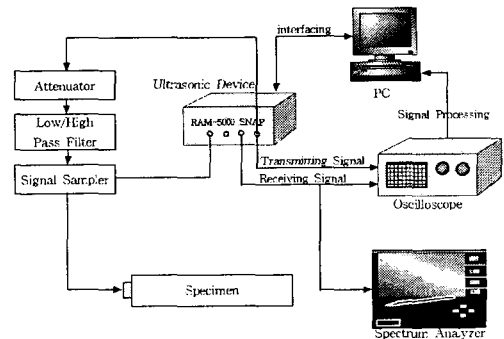 interfacing
Attenuator
Ultrasonic Device
PC
Low/High
Pass Filter
RAM-5000 SNAP
Signal Processing
Signal Sampler
Transmitting Signal
Receiving Signal
Oscilloscope
Specimen
Spectrum Analyzer